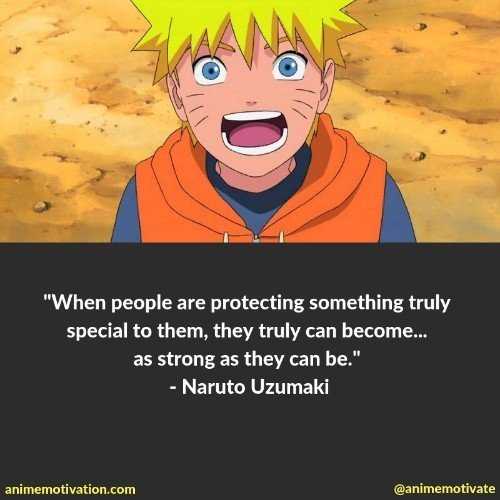 "When people are protecting something truly
special to them, they truly can become...
as strong as they can be."
- Naruto Uzumaki
animemotivation.com
@animemotivate